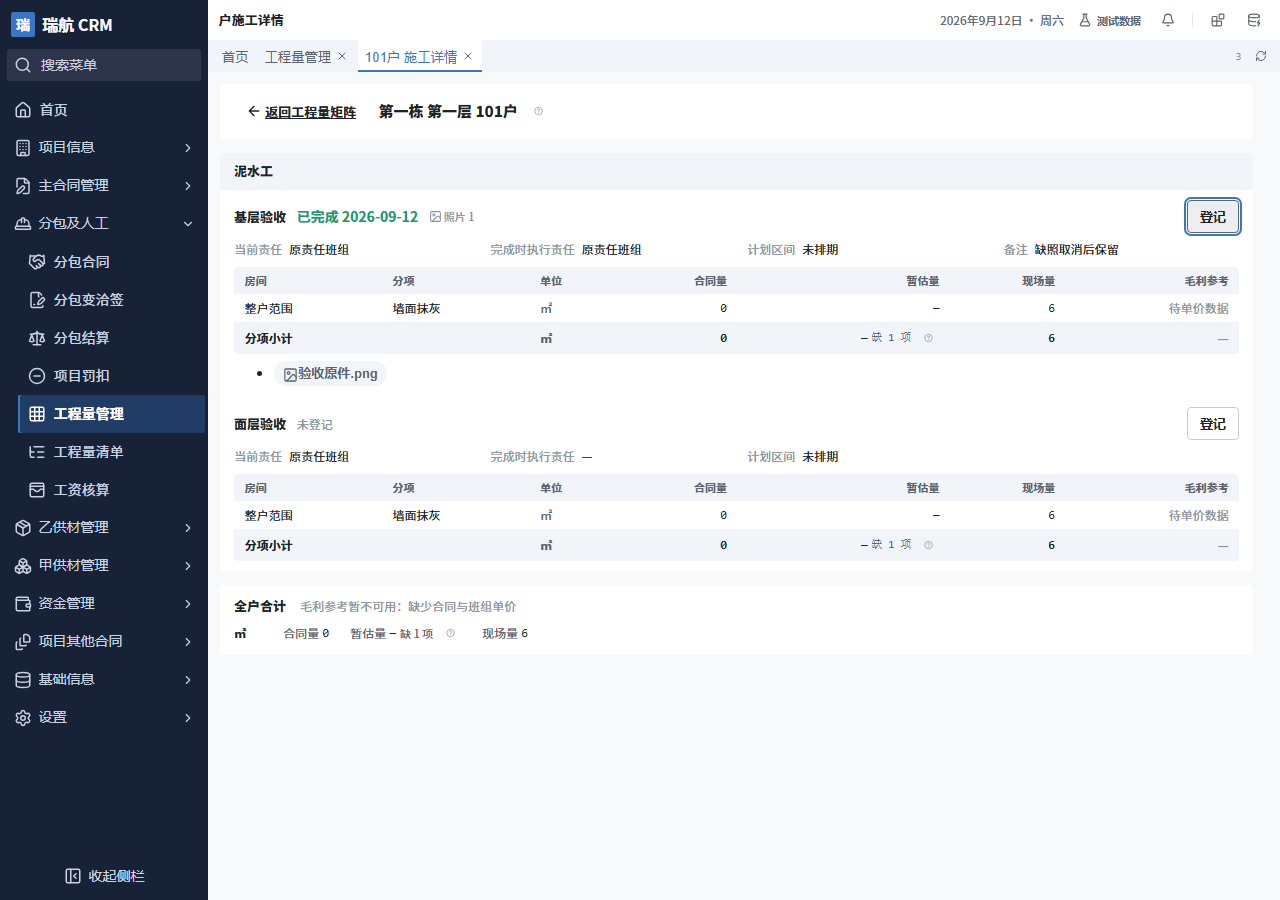 瑞 瑞航 CRM
搜索菜单
首页
项目信息
主合同管理
分包及人工
分包合同
分包变洽签
分包结算
项目罚扣
工程量管理
工程量清单
工资核算
乙供材管理
甲供材管理
资金管理
项目其他合同
基础信息
设置
收起侧栏
户施工详情
2026年9月12日 · 周六 测试数据
首页 工程量管理 101户 施工详情 3
返回工程量矩阵 第一栋 第一层 101户
泥水工
基层验收 已完成 2026-09-12 照片 1 登记
当前责任 原责任班组 完成时执行责任 原责任班组 计划区间 未排期 备注 缺照取消后保留
房间 分项 单位 合同量 暂估量 现场量 毛利参考
整户范围 墙面抹灰 ㎡ 0 — 6 待单价数据
分项小计 ㎡ 0 — 缺 1 项 6 —
验收原件.png
面层验收 未登记 登记
当前责任 原责任班组 完成时执行责任 — 计划区间 未排期
房间 分项 单位 合同量 暂估量 现场量 毛利参考
整户范围 墙面抹灰 ㎡ 0 — 6 待单价数据
分项小计 ㎡ 0 — 缺 1 项 6 —
全户合计 毛利参考暂不可用：缺少合同与班组单价
㎡ 合同量 0 暂估量 — 缺 1 项 现场量 6